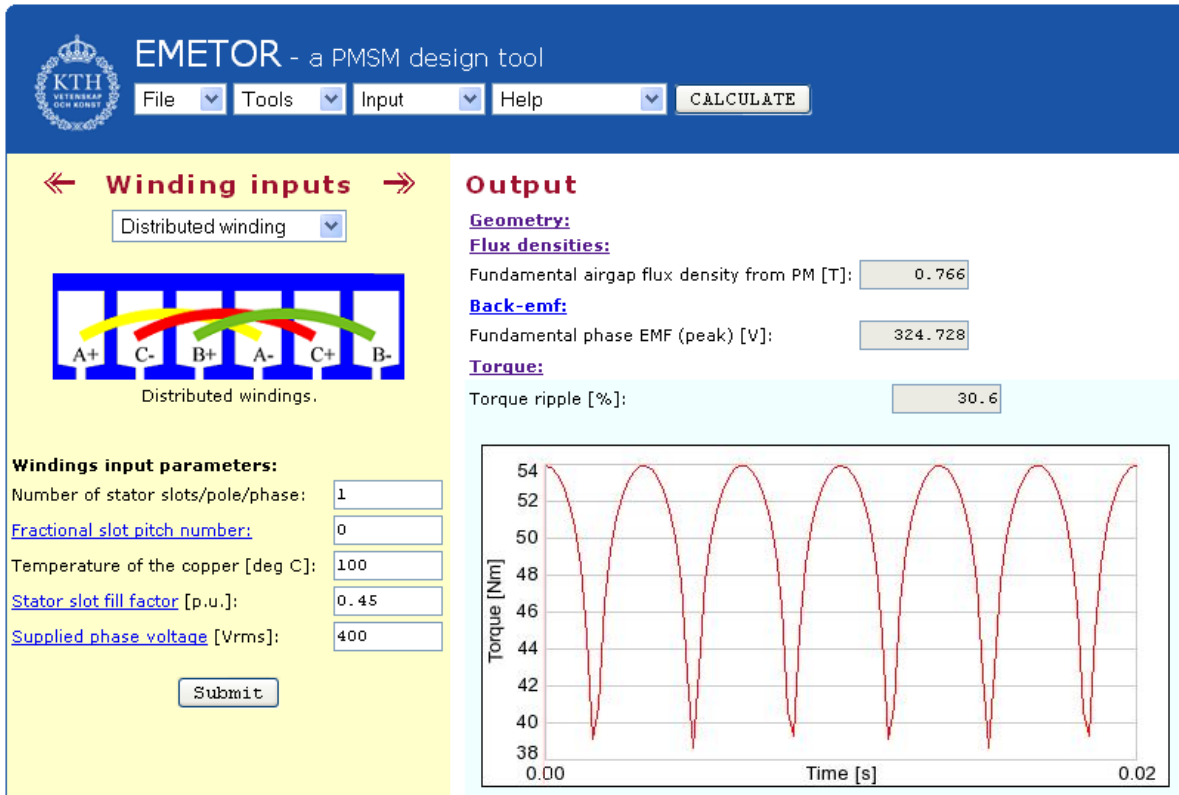 KTH
VETENSKAP
OCH KONST
EMETOR - a PMSM design tool
File Tools Input Help CALCULATE
Winding inputs
Distributed winding
A+ C- B+ A- C+ B-
Distributed windings.
Windings input parameters:
Number of stator slots/pole/phase: 1
Fractional slot pitch number: 0
Temperature of the copper [deg C]: 100
Stator slot fill factor [p.u.]: 0.45
Supplied phase voltage [Vrms]: 400
Submit
Output
Geometry:
Flux densities:
Fundamental airgap flux density from PM [T]: 0.766
Back-emf:
Fundamental phase EMF (peak) [V]: 324.728
Torque:
Torque ripple [%]: 30.6
Torque [Nm]
54
52
50
48
46
44
42
40
38
0.00 Time [s] 0.02